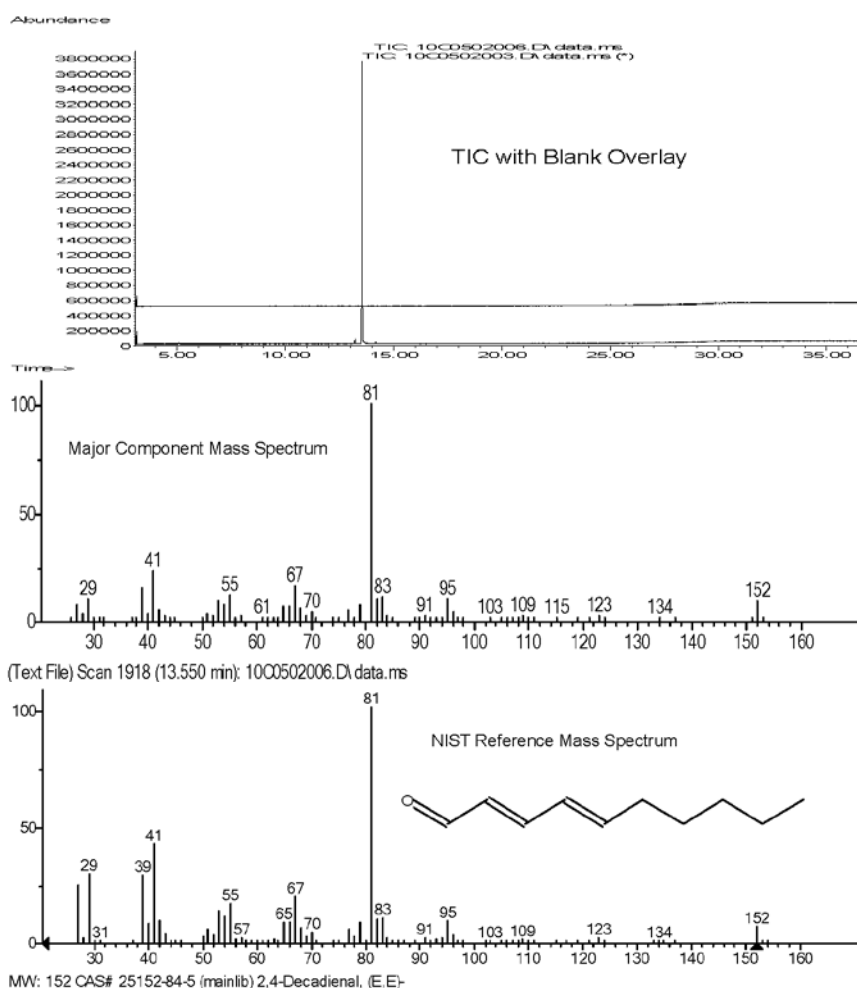 Abundance
TIC: 10C0502006.D\data.ms
TIC: 10C0502003.D\data.ms (*)
3800000
3600000
3400000
3200000
3000000
2800000
2600000
2400000
2200000
2000000
1800000
1600000
1400000
1200000
1000000
800000
600000
400000
200000
0
TIC with Blank Overlay
5.00 10.00 15.00 20.00 25.00 30.00 35.00
Time-->
100
50
0
Major Component Mass Spectrum
29 41 55 61 67 70 81 83 91 95 103 109 115 123 134 152
30 40 50 60 70 80 90 100 110 120 130 140 150 160
(Text File) Scan 1918 (13.550 min): 10C0502006.D\data.ms
100
50
0
NIST Reference Mass Spectrum
O
29 31 39 41 55 57 65 67 70 81 83 91 95 103 109 123 134 152
30 40 50 60 70 80 90 100 110 120 130 140 150 160
MW: 152 CAS# 25152-84-5 (mainlib) 2,4-Decadienal, (E,E)-